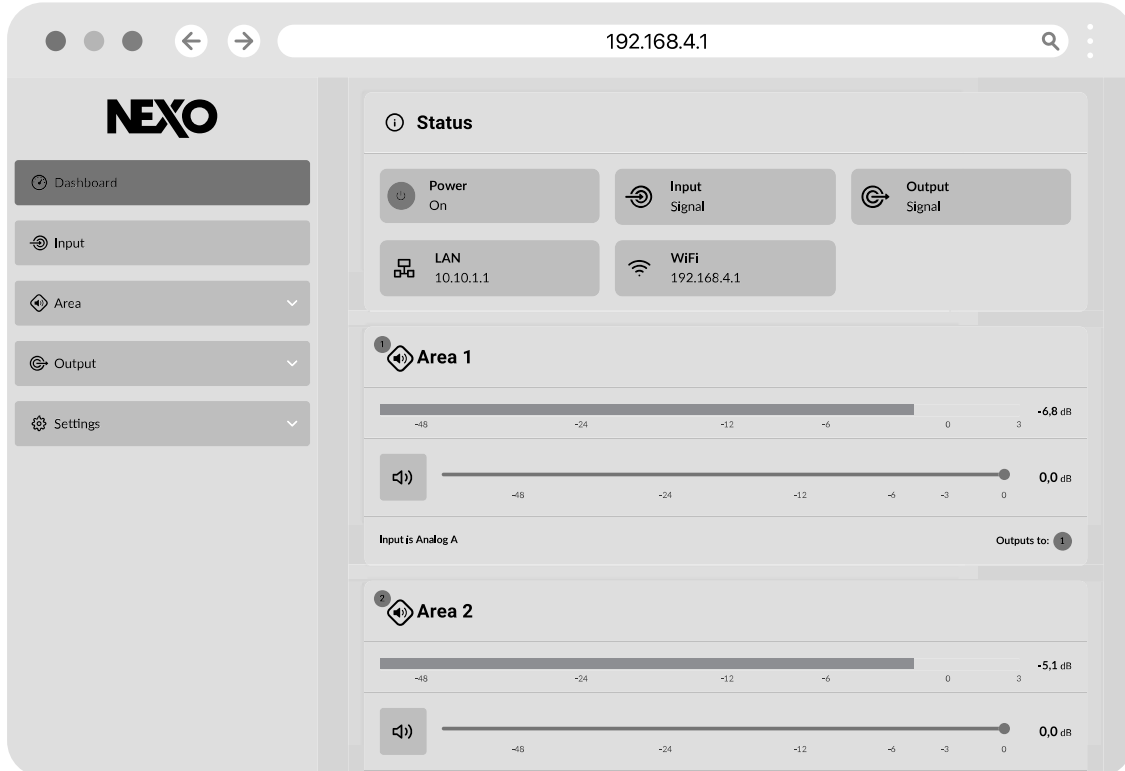 192.168.4.1
NEXO
Dashboard
Input
Area
Output
Settings
Status
Power
On
Input
Signal
Output
Signal
LAN
10.10.1.1
WiFi
192.168.4.1
1
Area 1
-6,8 dB
-48 -24 -12 -6 0 3
0,0 dB
-48 -24 -12 -6 -3 0
Input is Analog A
Outputs to: 1
2
Area 2
-5,1 dB
-48 -24 -12 -6 0 3
0,0 dB
-48 -24 -12 -6 -3 0